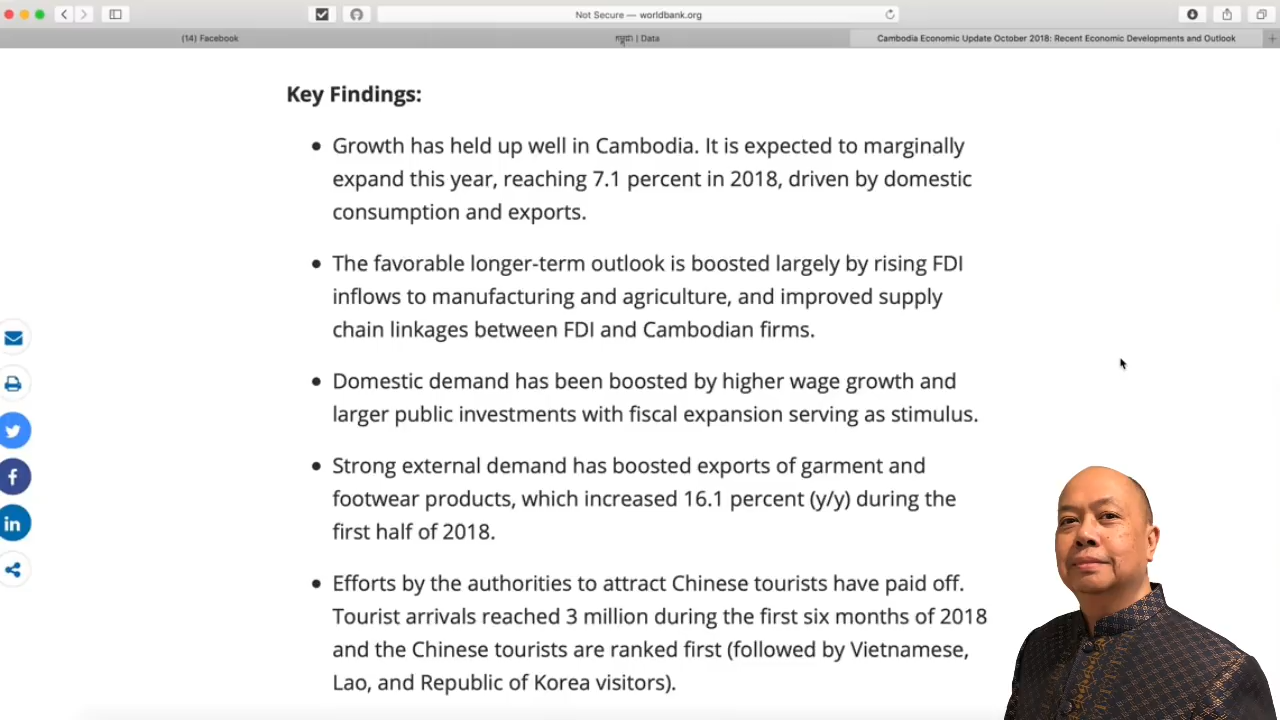 Not Secure — worldbank.org
(14) Facebook
កម្ពុជា | Data
Cambodia Economic Update October 2018: Recent Economic Developments and Outlook
Key Findings:
• Growth has held up well in Cambodia. It is expected to marginally
expand this year, reaching 7.1 percent in 2018, driven by domestic
consumption and exports.
• The favorable longer-term outlook is boosted largely by rising FDI
inflows to manufacturing and agriculture, and improved supply
chain linkages between FDI and Cambodian firms.
• Domestic demand has been boosted by higher wage growth and
larger public investments with fiscal expansion serving as stimulus.
• Strong external demand has boosted exports of garment and
footwear products, which increased 16.1 percent (y/y) during the
first half of 2018.
• Efforts by the authorities to attract Chinese tourists have paid off.
Tourist arrivals reached 3 million during the first six months of 2018
and the Chinese tourists are ranked first (followed by Vietnamese,
Lao, and Republic of Korea visitors).